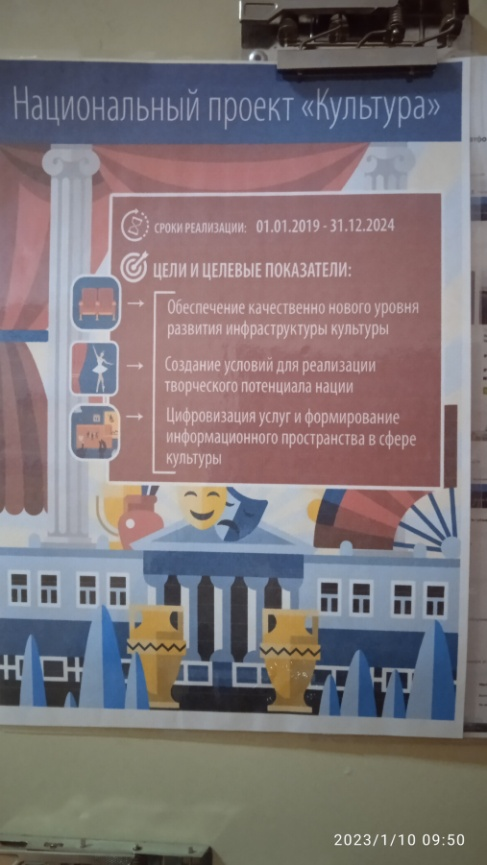 Национальный проект «Культура»
СРОКИ РЕАЛИЗАЦИИ: 01.01.2019 - 31.12.2024
ЦЕЛИ И ЦЕЛЕВЫЕ ПОКАЗАТЕЛИ:
Обеспечение качественно нового уровня
развития инфраструктуры культуры
Создание условий для реализации
творческого потенциала нации
Цифровизация услуг и формирование
информационного пространства в сфере
культуры
2023/1/10 09:50